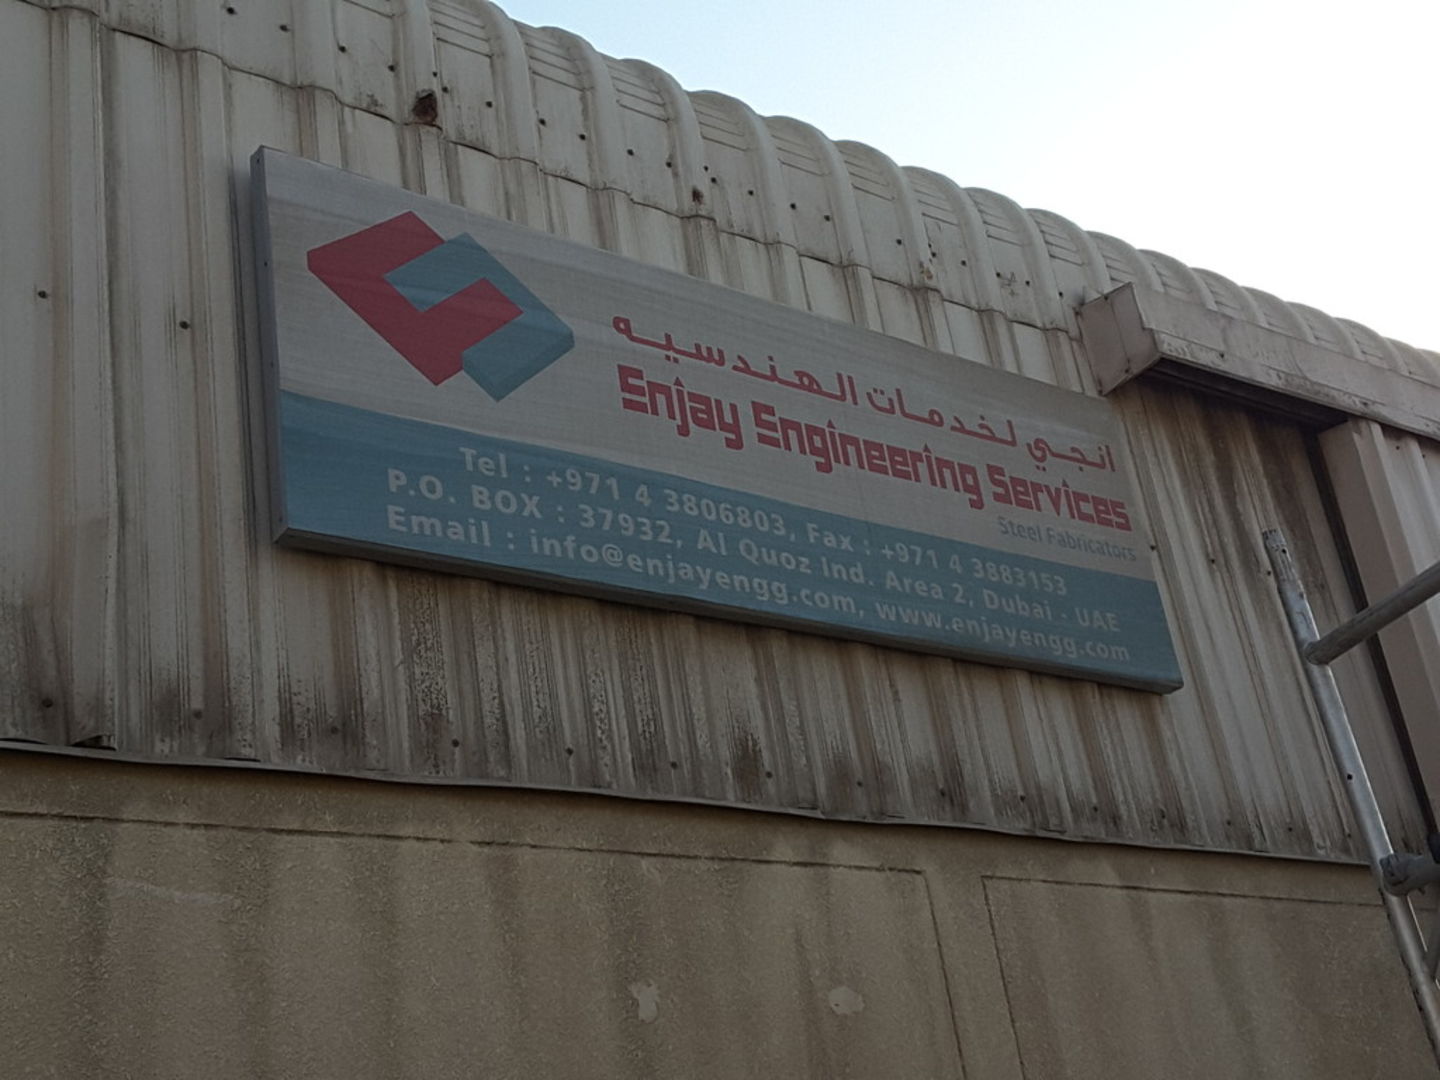 انجي لخدمات الهندسيه
Enjay Engineering Services
Steel Fabricators
Tel : +971 4 3806803, Fax : +971 4 3883153
P.O. BOX : 37932, Al Quoz Ind. Area 2, Dubai - UAE
Email : info@enjayengg.com, www.enjayengg.com